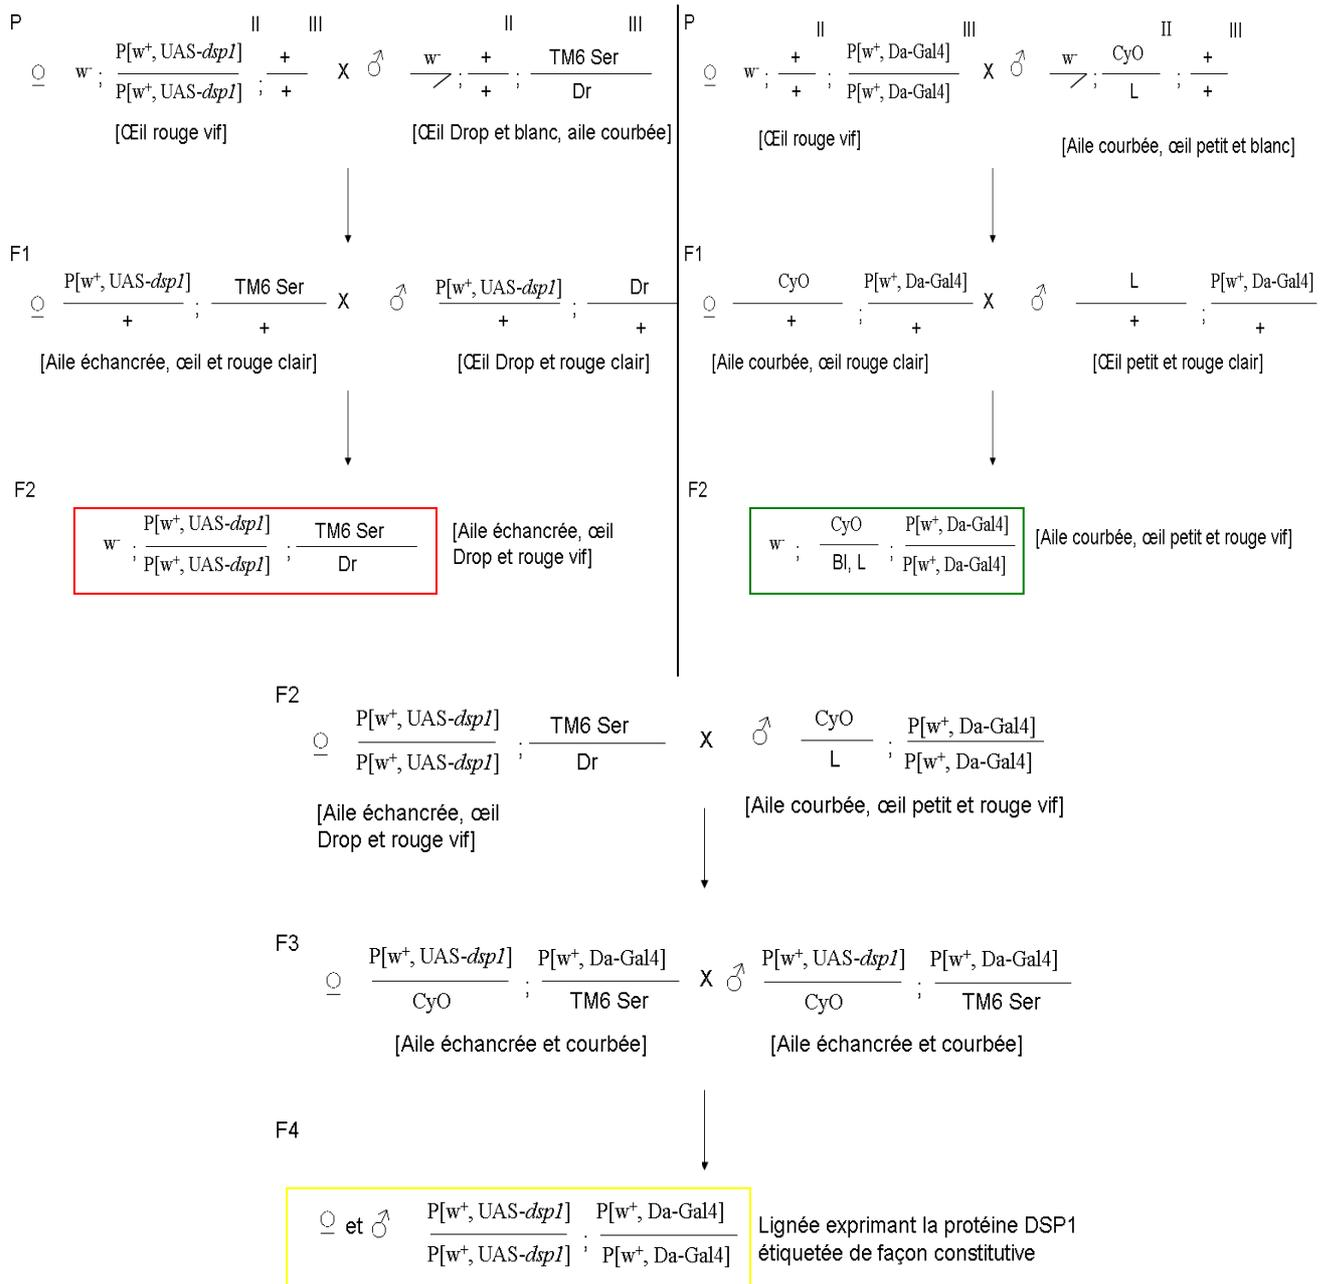 P
II III II III
♀ w⁻ ; P[w⁺, UAS-dsp1] ; + X ♂ w⁻ ; + ; TM6 Ser
P[w⁺, UAS-dsp1] + + Dr
[Œil rouge vif] [Œil Drop et blanc, aile courbée]
F1
♀ P[w⁺, UAS-dsp1] ; TM6 Ser X ♂ P[w⁺, UAS-dsp1] ; Dr
+ + + +
[Aile échancrée, œil et rouge clair] [Œil Drop et rouge clair]
F2
w⁻ ; P[w⁺, UAS-dsp1] ; TM6 Ser
P[w⁺, UAS-dsp1] Dr
[Aile échancrée, œil
Drop et rouge vif]
P
II III II III
♀ w⁻ ; + ; P[w⁺, Da-Gal4] X ♂ w⁻ ; CyO ; +
+ P[w⁺, Da-Gal4] L +
[Œil rouge vif] [Aile courbée, œil petit et blanc]
F1
♀ CyO ; P[w⁺, Da-Gal4] X ♂ L ; P[w⁺, Da-Gal4]
+ + + +
[Aile courbée, œil rouge clair] [Œil petit et rouge clair]
F2
w⁻ ; CyO ; P[w⁺, Da-Gal4]
Bl, L P[w⁺, Da-Gal4]
[Aile courbée, œil petit et rouge vif]
F2
♀ P[w⁺, UAS-dsp1] ; TM6 Ser X ♂ CyO ; P[w⁺, Da-Gal4]
P[w⁺, UAS-dsp1] Dr L P[w⁺, Da-Gal4]
[Aile échancrée, œil
Drop et rouge vif]
[Aile courbée, œil petit et rouge vif]
F3
♀ P[w⁺, UAS-dsp1] ; P[w⁺, Da-Gal4] X ♂ P[w⁺, UAS-dsp1] ; P[w⁺, Da-Gal4]
CyO TM6 Ser CyO TM6 Ser
[Aile échancrée et courbée] [Aile échancrée et courbée]
F4
♀ et ♂ P[w⁺, UAS-dsp1] ; P[w⁺, Da-Gal4]
P[w⁺, UAS-dsp1] P[w⁺, Da-Gal4]
Lignée exprimant la protéine DSP1
étiquetée de façon constitutive